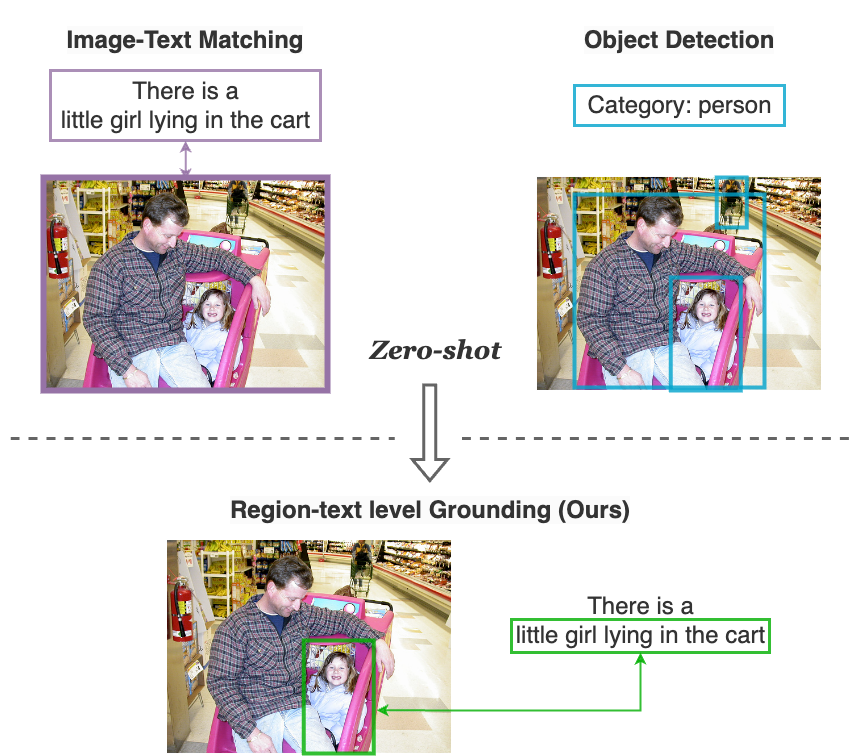 Image-Text Matching
There is a
little girl lying in the cart
Object Detection
Category: person
Zero-shot
Region-text level Grounding (Ours)
There is a
little girl lying in the cart